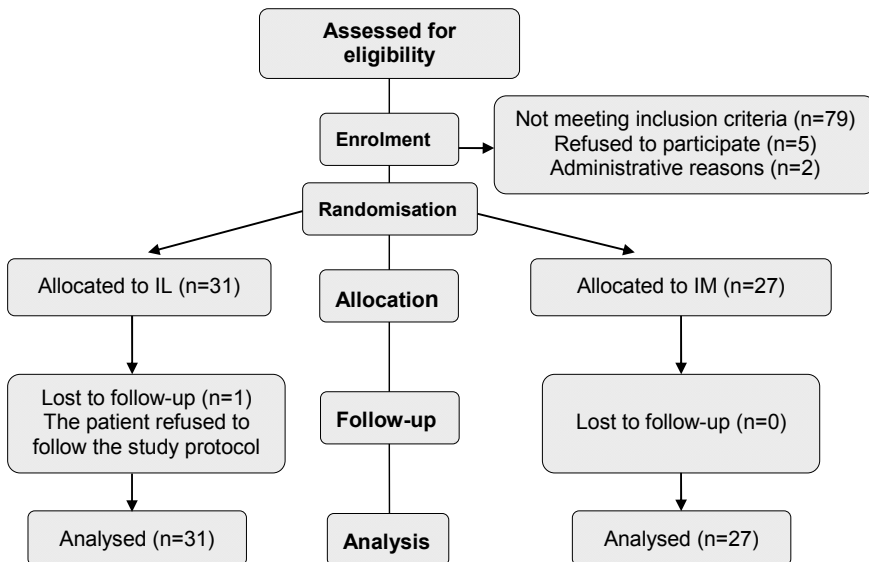 Assessed for
eligibility
Enrolment
Not meeting inclusion criteria (n=79)
Refused to participate (n=5)
Administrative reasons (n=2)
Randomisation
Allocated to IL (n=31)
Allocation
Allocated to IM (n=27)
Lost to follow-up (n=1)
The patient refused to
follow the study protocol
Follow-up
Lost to follow-up (n=0)
Analysed (n=31)
Analysis
Analysed (n=27)